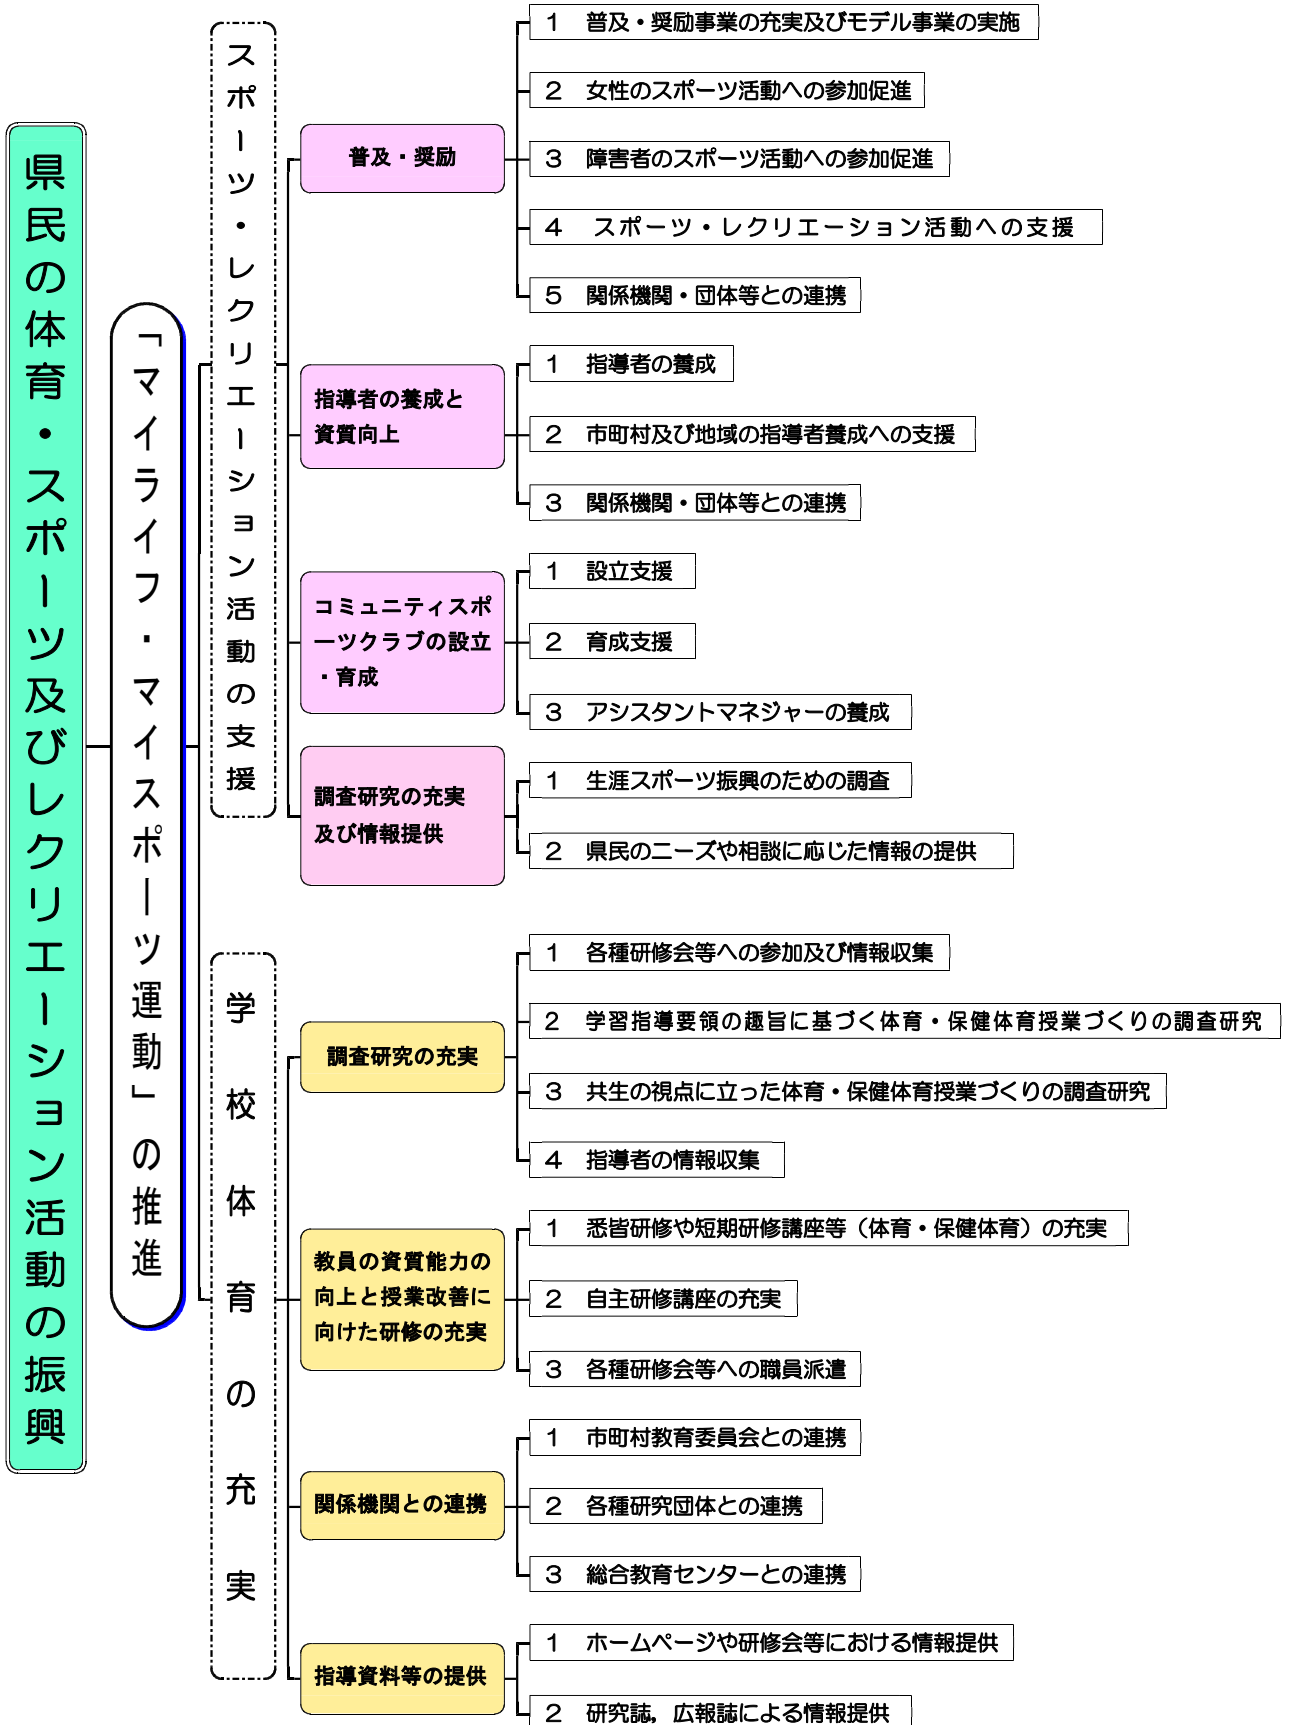 県民の体育・スポーツ及びレクリエーション活動の振興
「マイライフ・マイスポーツ運動」の推進
スポーツ・レクリエーション活動の支援
普及・奨励
1 普及・奨励事業の充実及びモデル事業の実施
2 女性のスポーツ活動への参加促進
3 障害者のスポーツ活動への参加促進
4 スポーツ・レクリエーション活動への支援
5 関係機関・団体等との連携
指導者の養成と
資質向上
1 指導者の養成
2 市町村及び地域の指導者養成への支援
3 関係機関・団体等との連携
コミュニティスポ
ーツクラブの設立
・育成
1 設立支援
2 育成支援
3 アシスタントマネジャーの養成
調査研究の充実
及び情報提供
1 生涯スポーツ振興のための調査
2 県民のニーズや相談に応じた情報の提供
学校体育の充実
調査研究の充実
1 各種研修会等への参加及び情報収集
2 学習指導要領の趣旨に基づく体育・保健体育授業づくりの調査研究
3 共生の視点に立った体育・保健体育授業づくりの調査研究
4 指導者の情報収集
教員の資質能力の
向上と授業改善に
向けた研修の充実
1 悉皆研修や短期研修講座等（体育・保健体育）の充実
2 自主研修講座の充実
3 各種研修会等への職員派遣
関係機関との連携
1 市町村教育委員会との連携
2 各種研究団体との連携
3 総合教育センターとの連携
指導資料等の提供
1 ホームページや研修会等における情報提供
2 研究誌，広報誌による情報提供